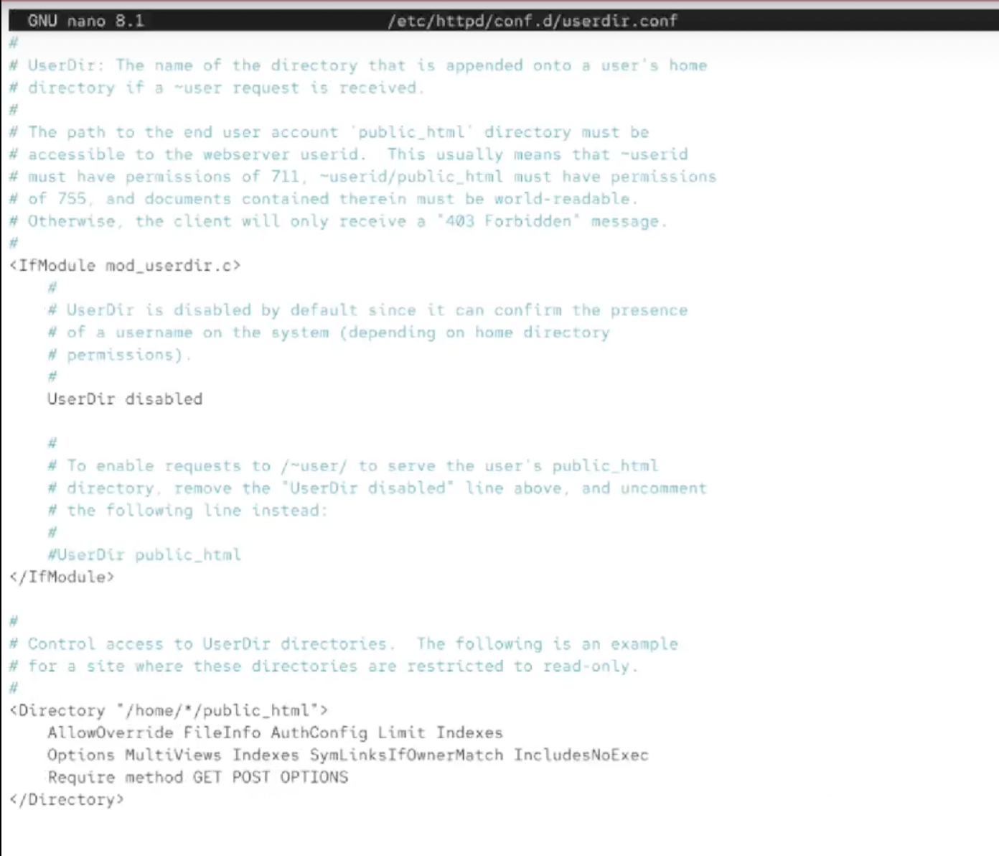 GNU nano 8.1 /etc/httpd/conf.d/userdir.conf
#
# UserDir: The name of the directory that is appended onto a user's home
# directory if a ~user request is received.
#
# The path to the end user account 'public_html' directory must be
# accessible to the webserver userid.  This usually means that ~userid
# must have permissions of 711, ~userid/public_html must have permissions
# of 755, and documents contained therein must be world-readable.
# Otherwise, the client will only receive a "403 Forbidden" message.
#
<IfModule mod_userdir.c>
    #
    # UserDir is disabled by default since it can confirm the presence
    # of a username on the system (depending on home directory
    # permissions).
    #
    UserDir disabled

    #
    # To enable requests to /~user/ to serve the user's public_html
    # directory, remove the "UserDir disabled" line above, and uncomment
    # the following line instead:
    #
    #UserDir public_html
</IfModule>

#
# Control access to UserDir directories.  The following is an example
# for a site where these directories are restricted to read-only.
#
<Directory "/home/*/public_html">
    AllowOverride FileInfo AuthConfig Limit Indexes
    Options MultiViews Indexes SymLinksIfOwnerMatch IncludesNoExec
    Require method GET POST OPTIONS
</Directory>